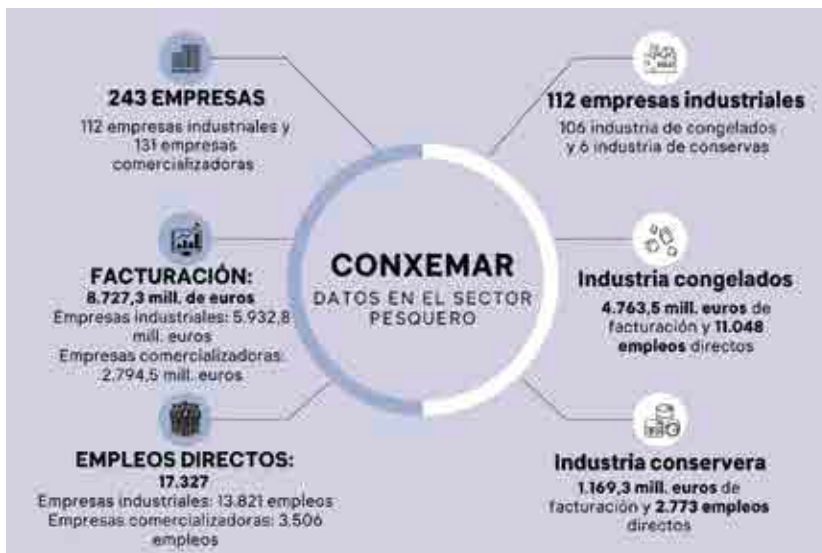 243 EMPRESAS
112 empresas industriales y
131 empresas
comercializadoras
FACTURACIÓN:
8.727,3 mill. de euros
Empresas industriales: 5.932,8
mill. euros
Empresas comercializadoras:
2.794,5 mill. euros
EMPLEOS DIRECTOS:
17.327
Empresas industriales: 13.821 empleos
Empresas comercializadoras: 3.506
empleos
CONXEMAR
DATOS EN EL SECTOR
PESQUERO
112 empresas industriales
106 industria de congelados
y 6 industria de conservas
Industria congelados
4.763,5 mill. euros de
facturación y 11.048
empleos directos
Industria conservera
1.169,3 mill. euros de
facturación y 2.773 empleos
directos